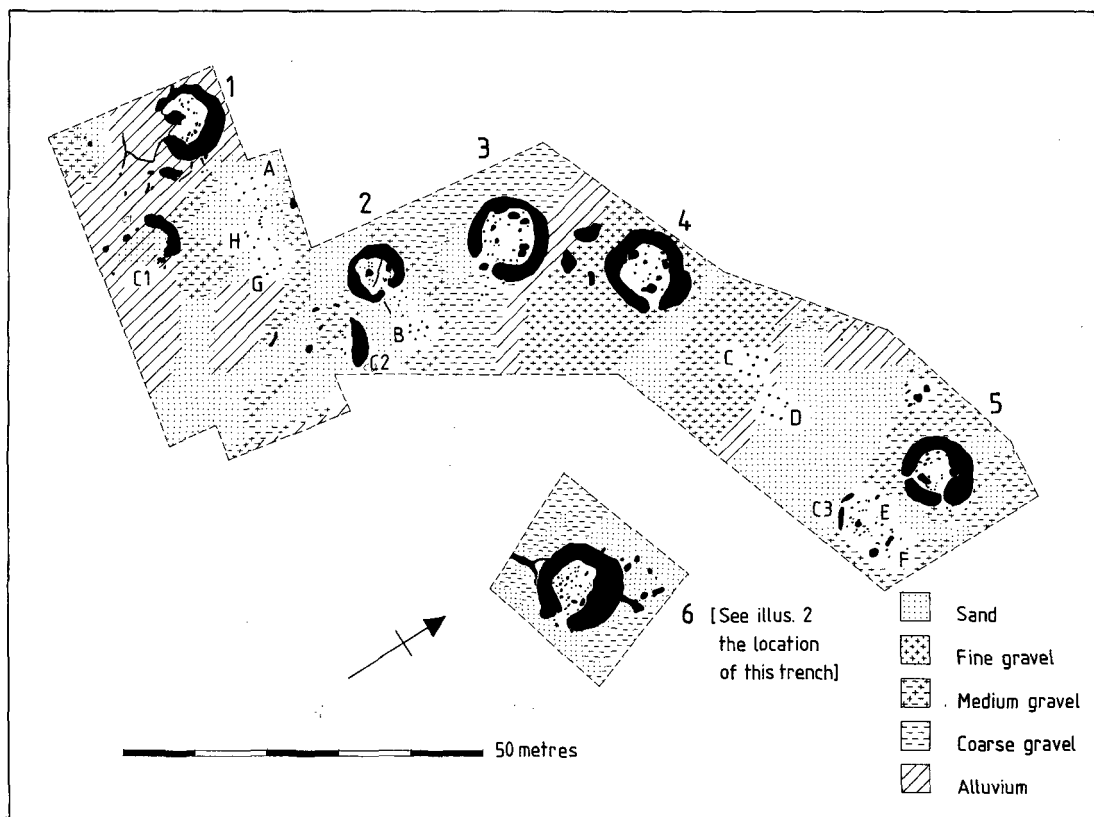 1
A
H
C1
G
2
B
C2
3
4
C
D
5
C3
E
F
6 [See illus. 2
the location
of this trench]
50 metres
Sand
Fine gravel
Medium gravel
Coarse gravel
Alluvium